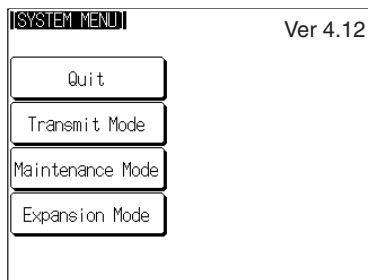 [SYSTEM MENU]
Ver 4.12
Quit
Transmit Mode
Maintenance Mode
Expansion Mode